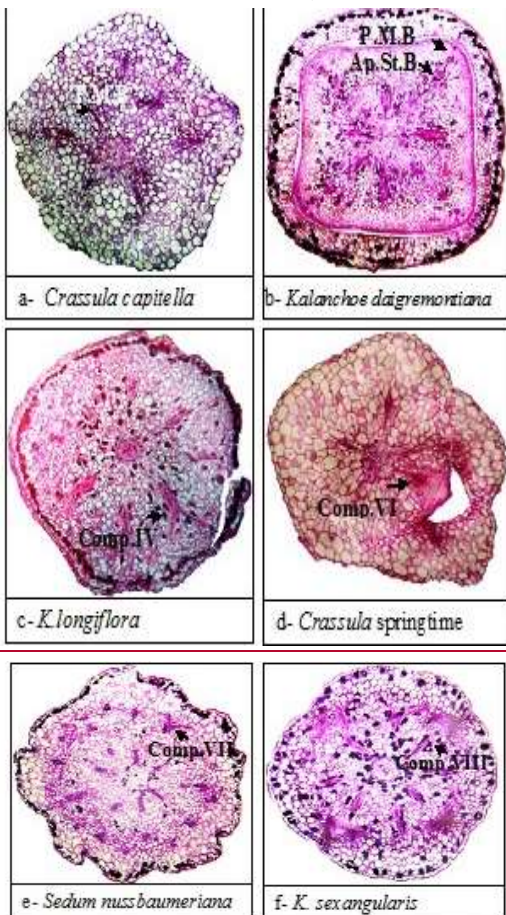 P.M.B
Ap.St.B
a- Crassula capitella
b- Kalanchoe daigremontiana
Comp.IV
Comp.VI
c- K.longiflora
d- Crassula springtime
Comp.VII
Comp.VIII
e- Sedum nussbaumeriana
f- K. sexangularis